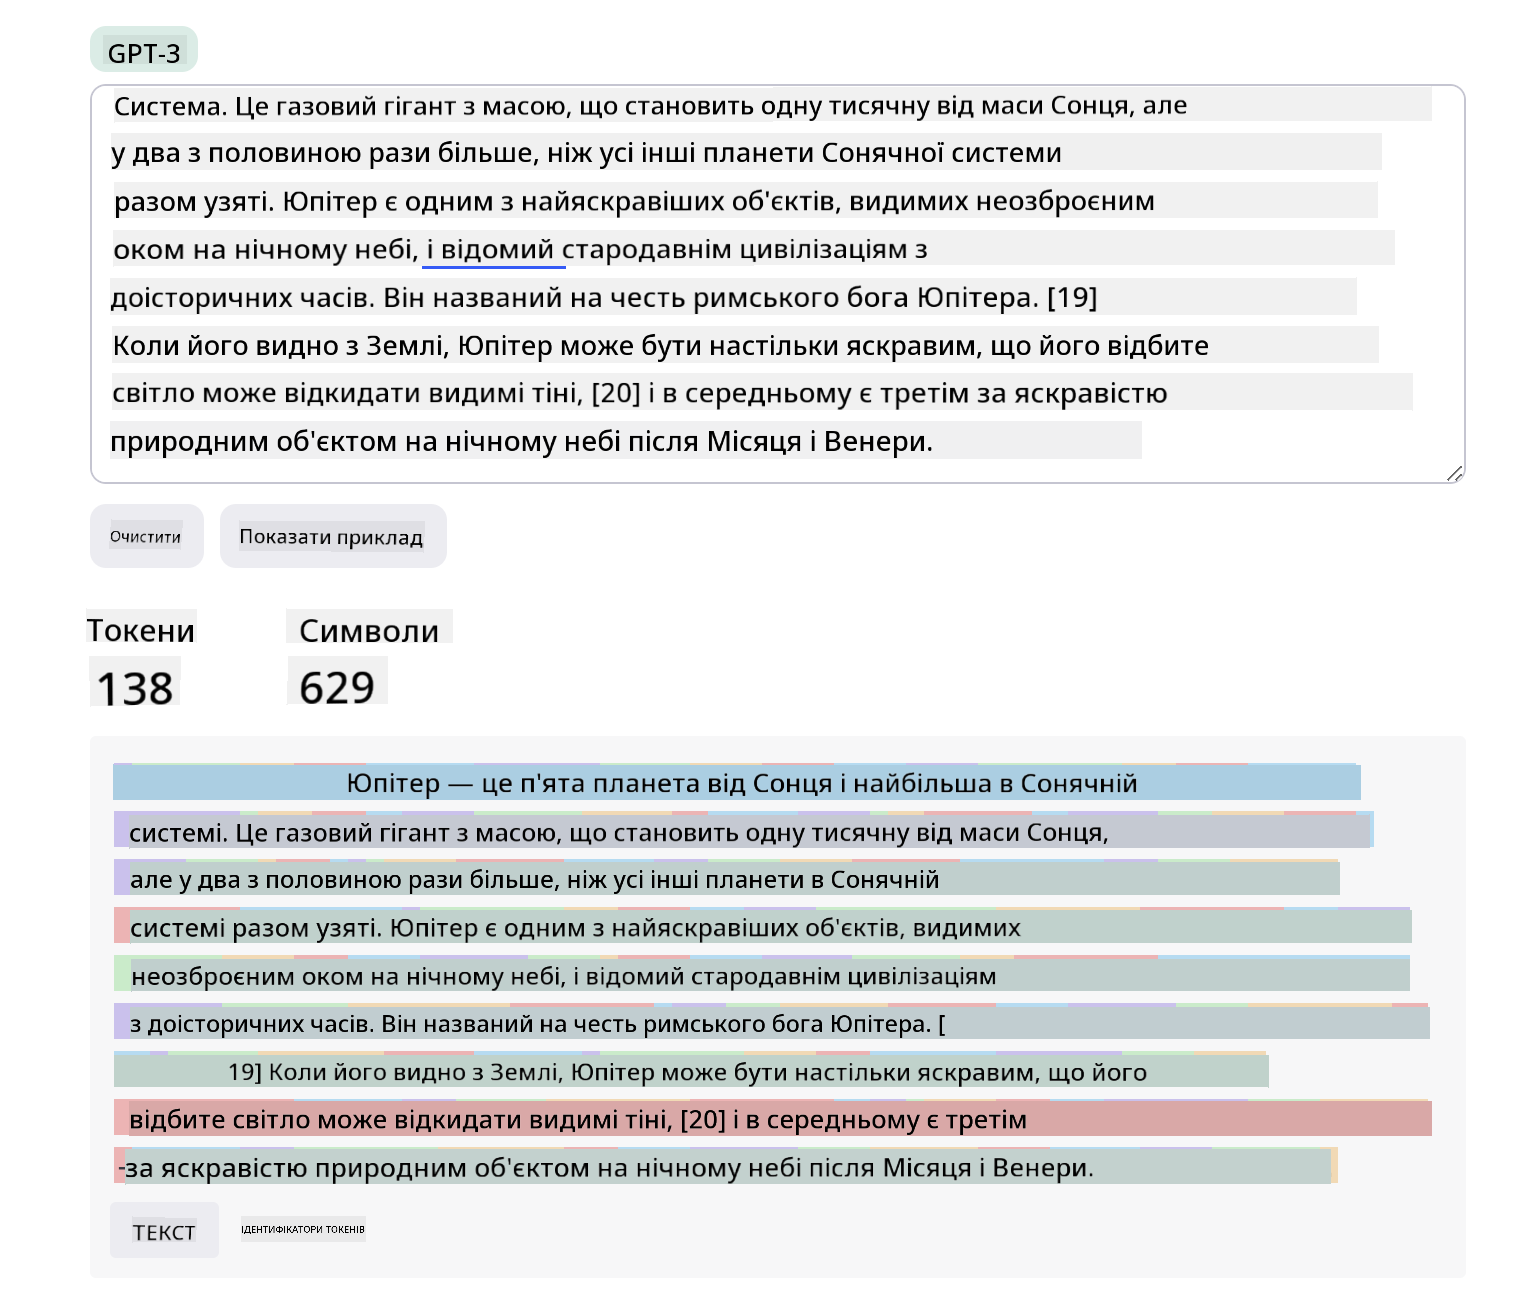 GPT-3
Система. Це газовий гігант з масою, що становить одну тисячну від маси Сонця, але
у два з половиною рази більше, ніж усі інші планети Сонячної системи
разом узяті. Юпітер є одним з найяскравіших об'єктів, видимих неозброєним
оком на нічному небі, і відомий стародавнім цивілізаціям з
доісторичних часів. Він названий на честь римського бога Юпітера. [19]
Коли його видно з Землі, Юпітер може бути настільки яскравим, що його відбите
світло може відкидати видимі тіні, [20] і в середньому є третім за яскравістю
природним об'єктом на нічному небі після Місяця і Венери.
Очистити Показати приклад
Токени Символи
138 629
Юпітер — це п'ята планета від Сонця і найбільша в Сонячній
системі. Це газовий гігант з масою, що становить одну тисячну від маси Сонця,
але у два з половиною рази більше, ніж усі інші планети в Сонячній
системі разом узяті. Юпітер є одним з найяскравіших об'єктів, видимих
неозброєним оком на нічному небі, і відомий стародавнім цивілізаціям
з доісторичних часів. Він названий на честь римського бога Юпітера. [
19] Коли його видно з Землі, Юпітер може бути настільки яскравим, що його
відбите світло може відкидати видимі тіні, [20] і в середньому є третім
-за яскравістю природним об'єктом на нічному небі після Місяця і Венери.
ТЕКСТ ІДЕНТИФІКАТОРИ ТОКЕНІВ